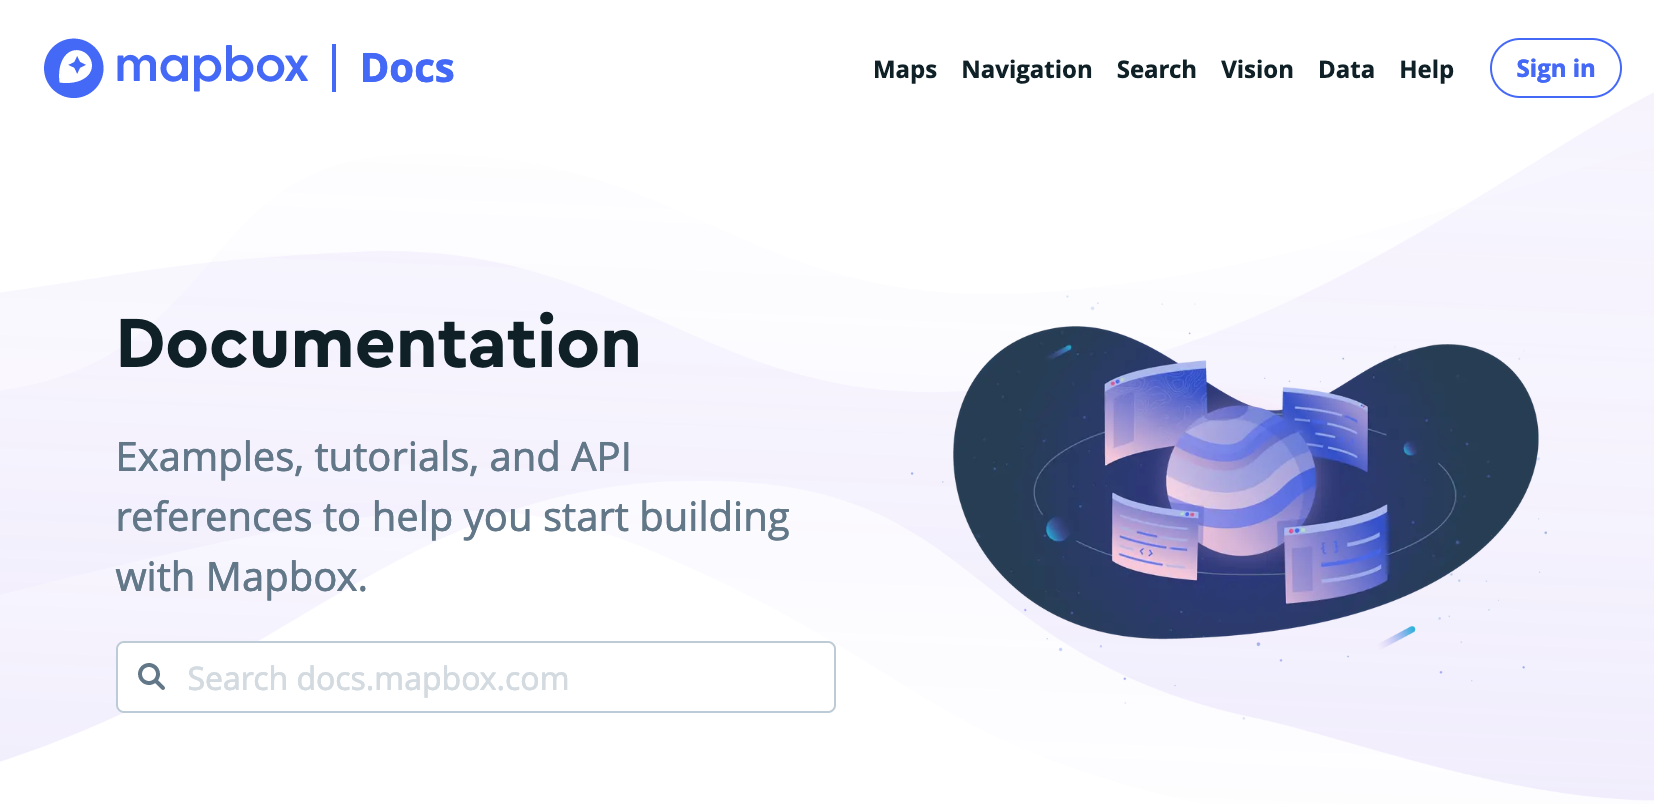 mapbox | Docs
Maps Navigation Search Vision Data Help Sign in
Documentation
Examples, tutorials, and API
references to help you start building
with Mapbox.
Search docs.mapbox.com